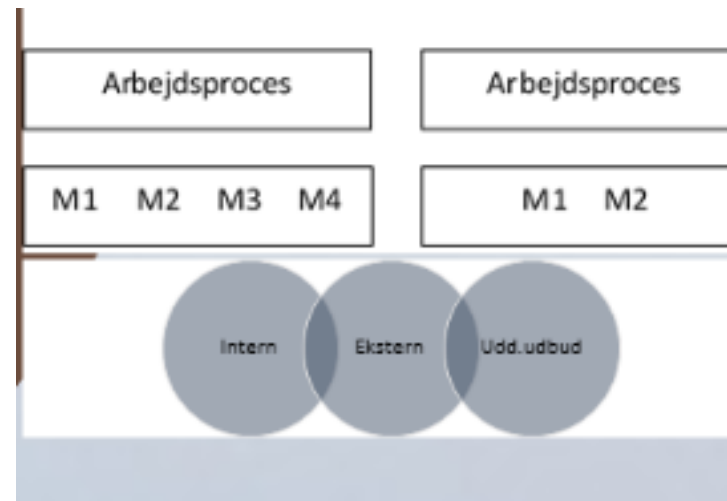 Arbejdsproces Arbejdsproces
M1 M2 M3 M4 M1 M2
Intern Ekstern Udd.udbud